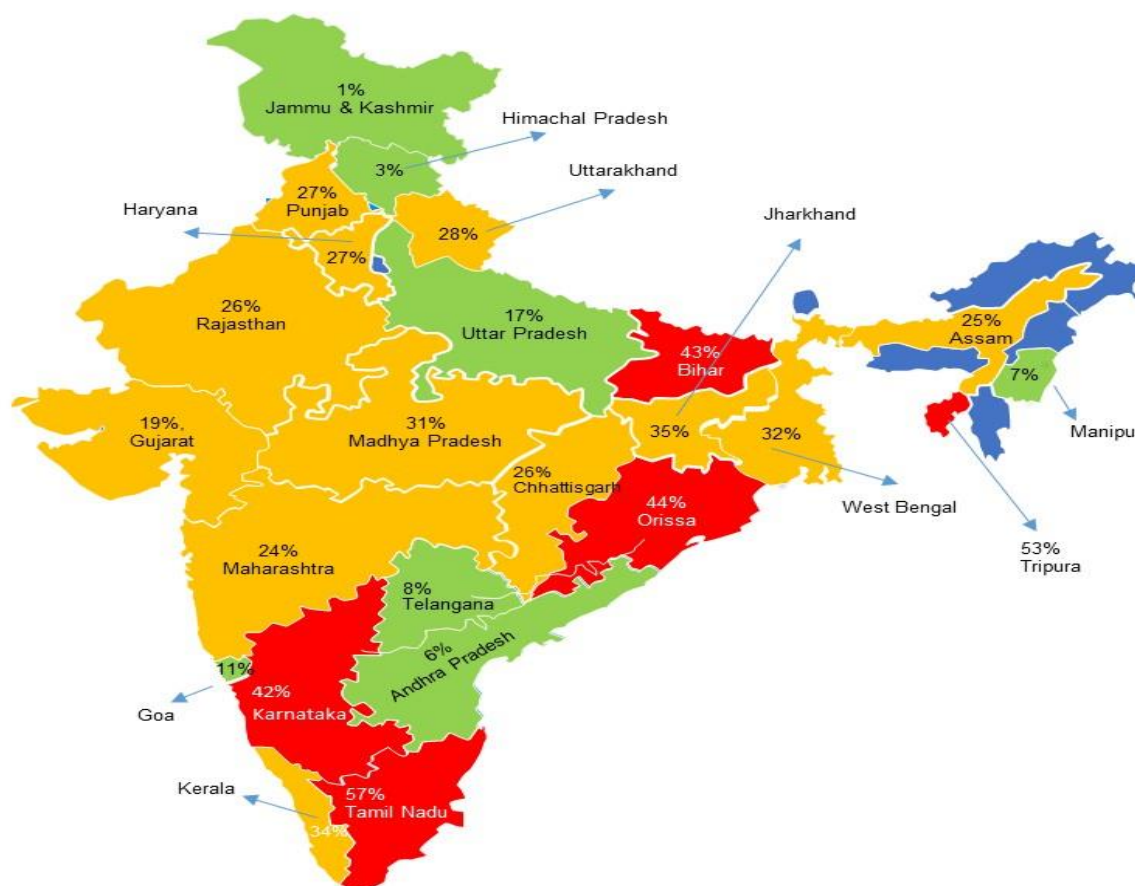 1%
Jammu & Kashmir
Himachal Pradesh
3%
Uttarakhand
27%
Punjab
Haryana
Jharkhand
28%
27%
26%
Rajasthan
17%
Uttar Pradesh
25%
Assam
43%
Bihar
7%
19%,
Gujarat
31%
Madhya Pradesh
35%
32%
Manipu
26%
Chhattisgarh
44%
Orissa
West Bengal
24%
Maharashtra
53%
Tripura
8%
Telangana
6%
Andhra Pradesh
11%
42%
Karnataka
Goa
Kerala
57%
Tamil Nadu
34%